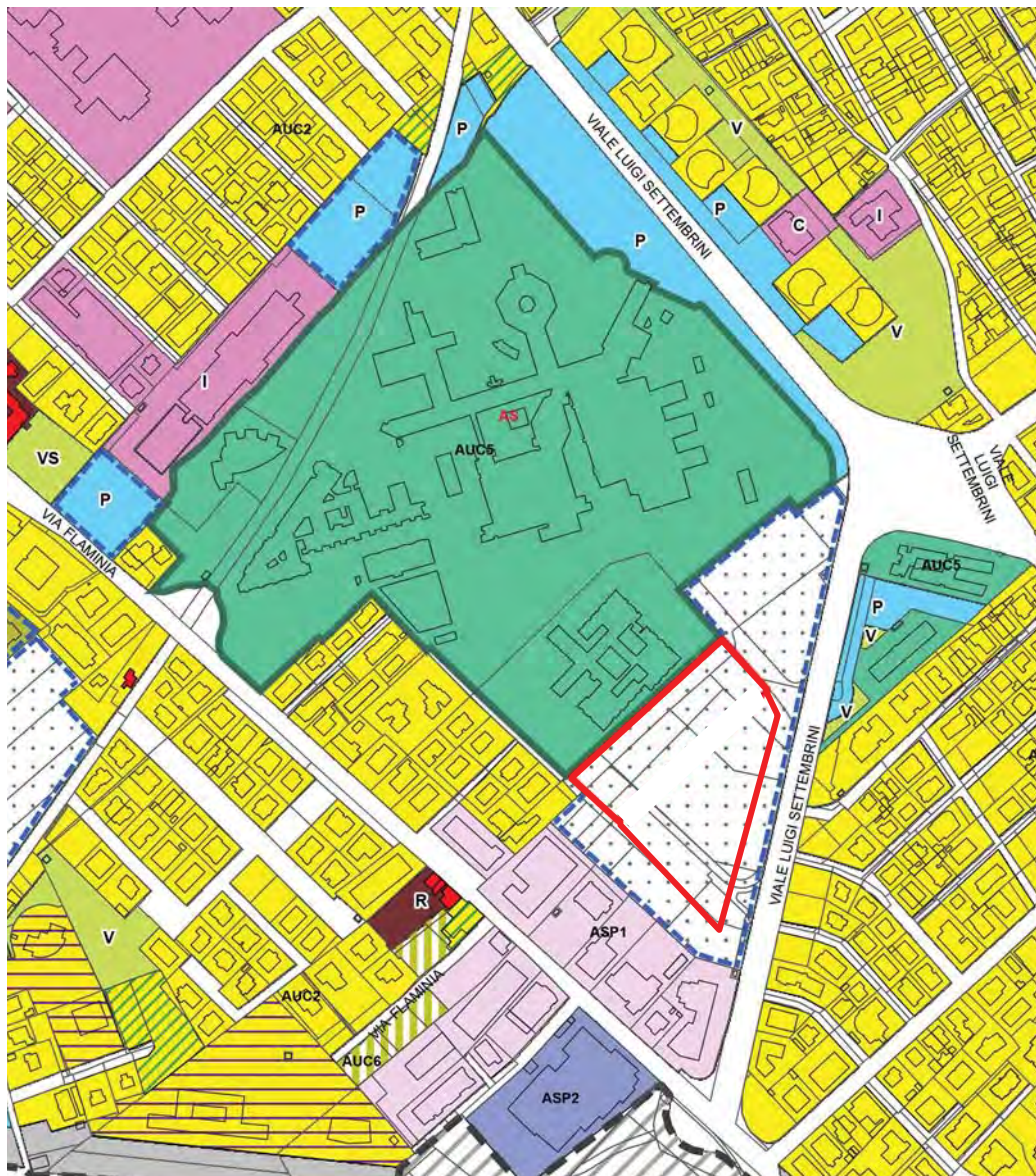 AUC2
P
P
VIALE LUIGI SETTEMBRINI
V
V
P
P
C
I
V
I
AS
AUC5
VS
P
VIA FLAMINIA
VIALE
LUIGI
SETTEMBRINI
AUC5
P
V
V
VIALE LUIGI SETTEMBRINI
R
V
ASP1
AUC2
VIA FLAMINIA
AUC6
ASP2